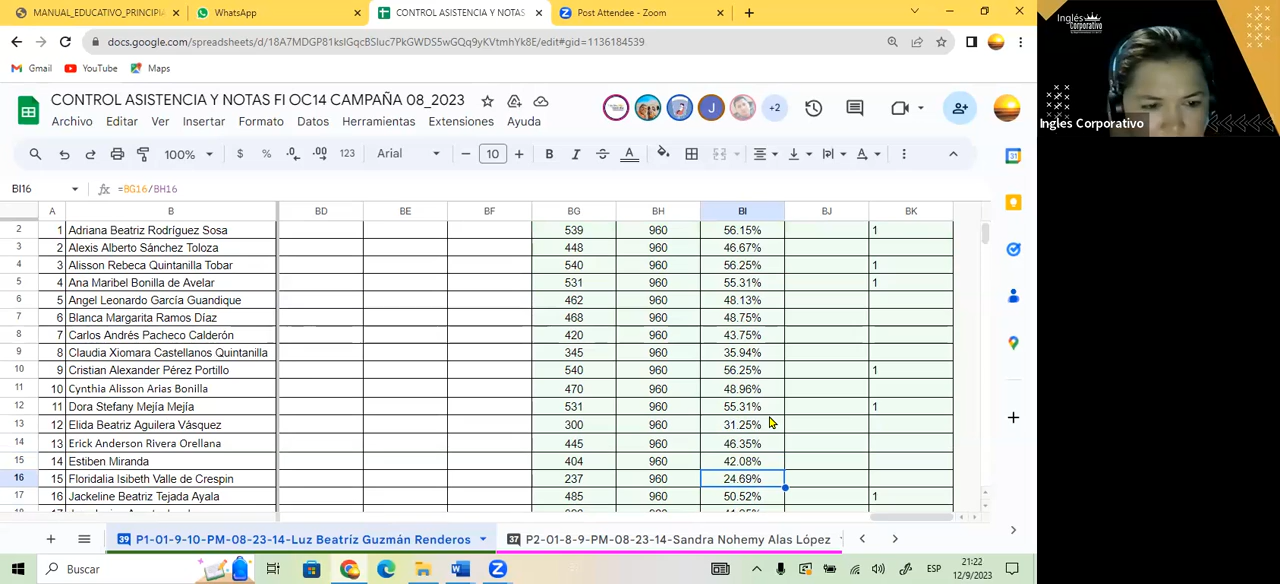 MANUAL_EDUCATIVO_PRINCIPI
WhatsApp
CONTROL ASISTENCIA Y NOTAS
Post Attendee - Zoom
docs.google.com/spreadsheets/d/18A7MDGP81kslGqcBSluc7PkGWDS5wGQq9yKVtmhYk8E/edit#gid=1136184539
Gmail YouTube Maps
CONTROL ASISTENCIA Y NOTAS FI OC14 CAMPAÑA 08_2023
J +2
Archivo Editar Ver Insertar Formato Datos Herramientas Extensiones Ayuda
100% $ % .0 .00 123 Arial 10 B I S A
BI16 fx =BG16/BH16
A B BD BE BF BG BH BI BJ BK
2 1 Adriana Beatriz Rodríguez Sosa 539 960 56.15% 1
3 2 Alexis Alberto Sánchez Toloza 448 960 46.67%
4 3 Alisson Rebeca Quintanilla Tobar 540 960 56.25% 1
5 4 Ana Maribel Bonilla de Avelar 531 960 55.31% 1
6 5 Angel Leonardo García Guandique 462 960 48.13%
7 6 Blanca Margarita Ramos Díaz 468 960 48.75%
8 7 Carlos Andrés Pacheco Calderón 420 960 43.75%
9 8 Claudia Xiomara Castellanos Quintanilla 345 960 35.94%
10 9 Cristian Alexander Pérez Portillo 540 960 56.25% 1
11 10 Cynthia Alisson Arias Bonilla 470 960 48.96%
12 11 Dora Stefany Mejía Mejía 531 960 55.31% 1
13 12 Elida Beatriz Aguilera Vásquez 300 960 31.25%
14 13 Erick Anderson Rivera Orellana 445 960 46.35%
15 14 Estiben Miranda 404 960 42.08%
16 15 Floridalia Isibeth Valle de Crespin 237 960 24.69%
17 16 Jackeline Beatriz Tejada Ayala 485 960 50.52% 1
39 P1-01-9-10-PM-08-23-14-Luz Beatríz Guzmán Renderos
37 P2-01-8-9-PM-08-23-14-Sandra Nohemy Alas López
Buscar
ESP
21:22
12/9/2023
Inglés
Corporativo
Ingles Corporativo
31